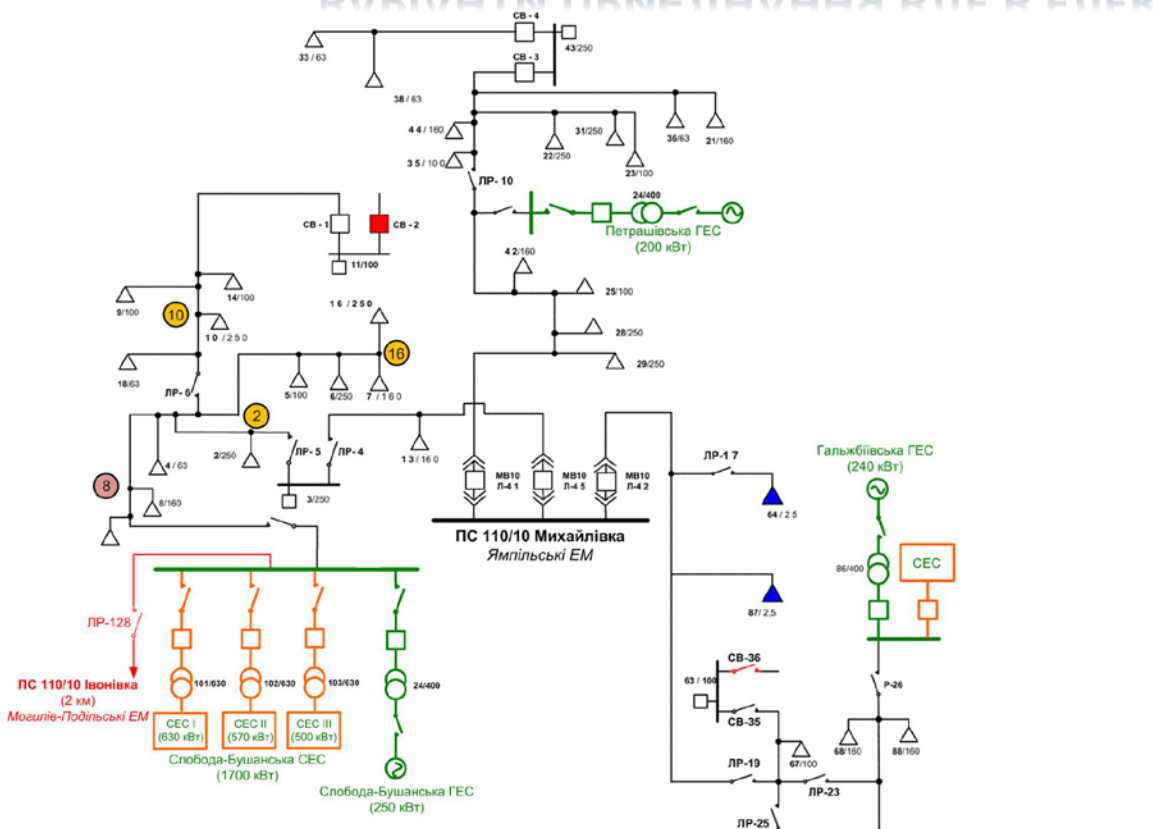 СВ - 4
43/250
33 / 63
СВ - 3
38 / 63
4 4 / 160
31/250
36/63
21/160
22/250
3 5 / 10 0
23/100
ЛР- 10
24/400
Петрашівська ГЕС
(200 кВт)
СВ - 1
СВ - 2
11/100
4 2/160
14/100
25/100
9/100
1 6 / 2 5 0
10
1 0 / 2 5 0
28/250
16
29/250
18/63
ЛР- 6
5/100
6/250
7 / 1 6 0
2
ЛР- 5
ЛР- 4
1 3 / 16 0
4 / 63
2/250
8
8/160
3/250
МВ10
Л-4 1
МВ10
Л-4 5
МВ10
Л-4 2
ЛР-1 7
64 / 2 5
Гальжбіївська ГЕС
(240 кВт)
ПС 110/10 Михайлівка
Ямпільські ЕМ
86/400
СЕС
87/ 2,5
ЛР-128
ПС 110/10 Івонівка
(2 км)
Могилів-Подільські ЕМ
101/630
102/630
103/630
24/400
СЕС I
(630 кВт)
СЕС II
(570 кВт)
СЕС III
(500 кВт)
Слобода-Бушанська СЕС
(1700 кВт)
Слобода-Бушанська ГЕС
(250 кВт)
СВ-36
63 / 100
СВ-35
Р-26
68/160
88/160
67/100
ЛР-19
ЛР-23
ЛР-25